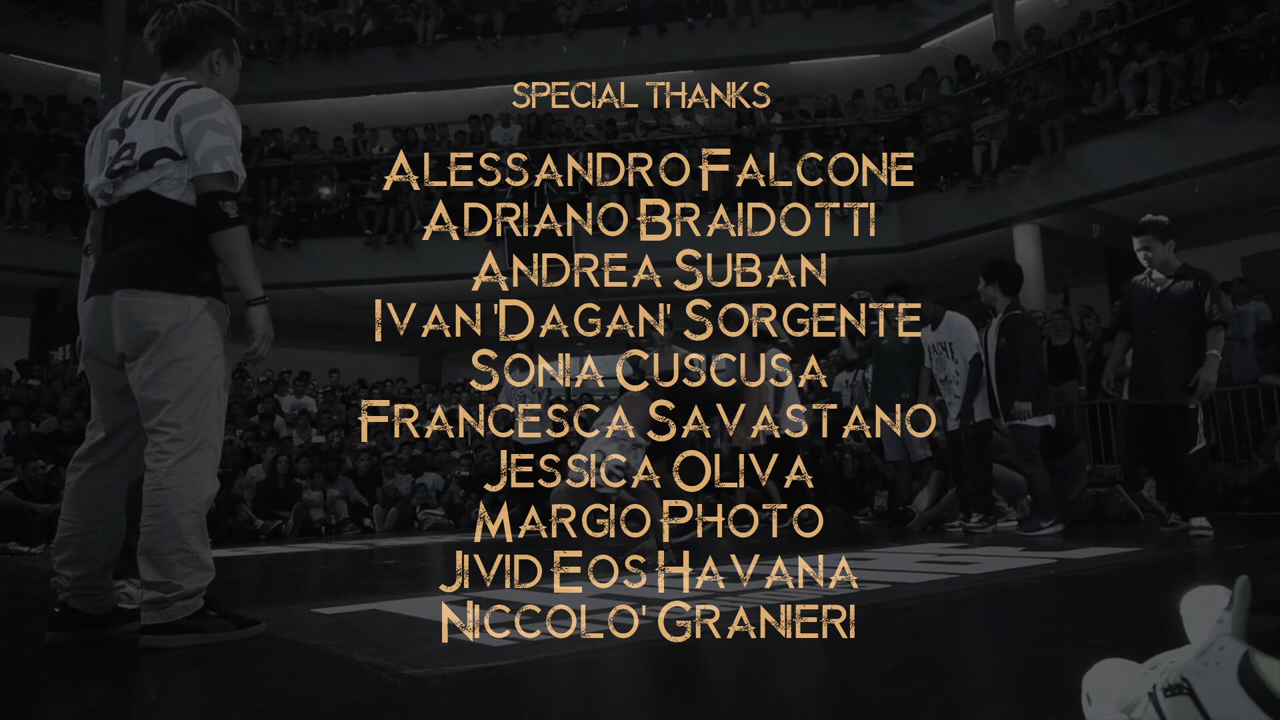 SPECIAL THANKS
ALESSANDRO FALCONE
ADRIANO BRAIDOTTI
ANDREA SUBAN
IVAN 'DAGAN' SORGENTE
SONIA CUSCUSA
FRANCESCA SAVASTANO
JESSICA OLIVA
MARGIO PHOTO
JIVID EOS HAVANA
NICCOLO' GRANIERI